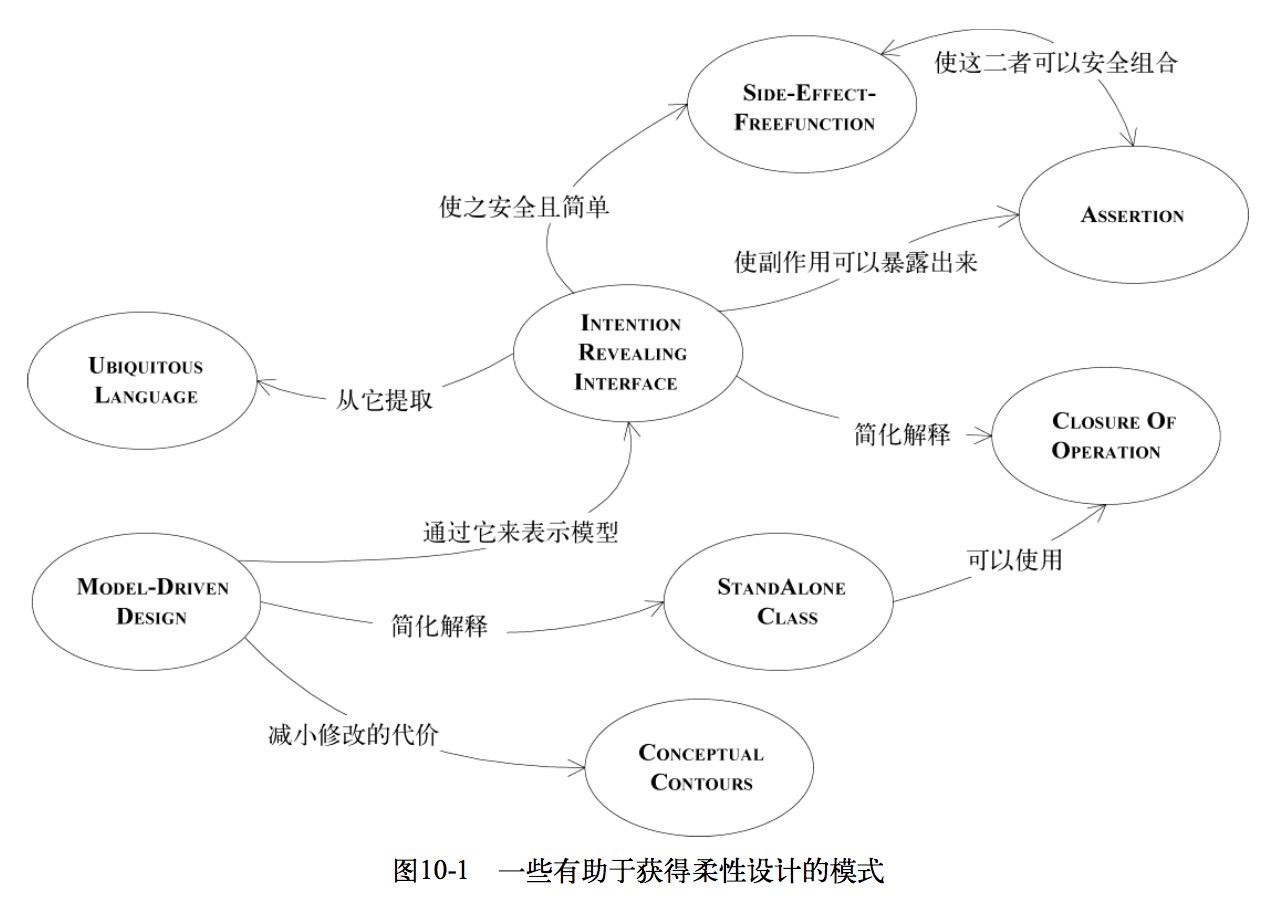 SIDE-EFFECT-
FREEFUNCTION
使这二者可以安全组合
使之安全且简单
ASSERTION
使副作用可以暴露出来
INTENTION
REVEALING
INTERFACE
UBIQUITOUS
LANGUAGE
从它提取
简化解释
CLOSURE OF
OPERATION
通过它来表示模型
可以使用
MODEL-DRIVEN
DESIGN
简化解释
STANDALONE
CLASS
减小修改的代价
CONCEPTUAL
CONTOURS
图10-1 一些有助于获得柔性设计的模式